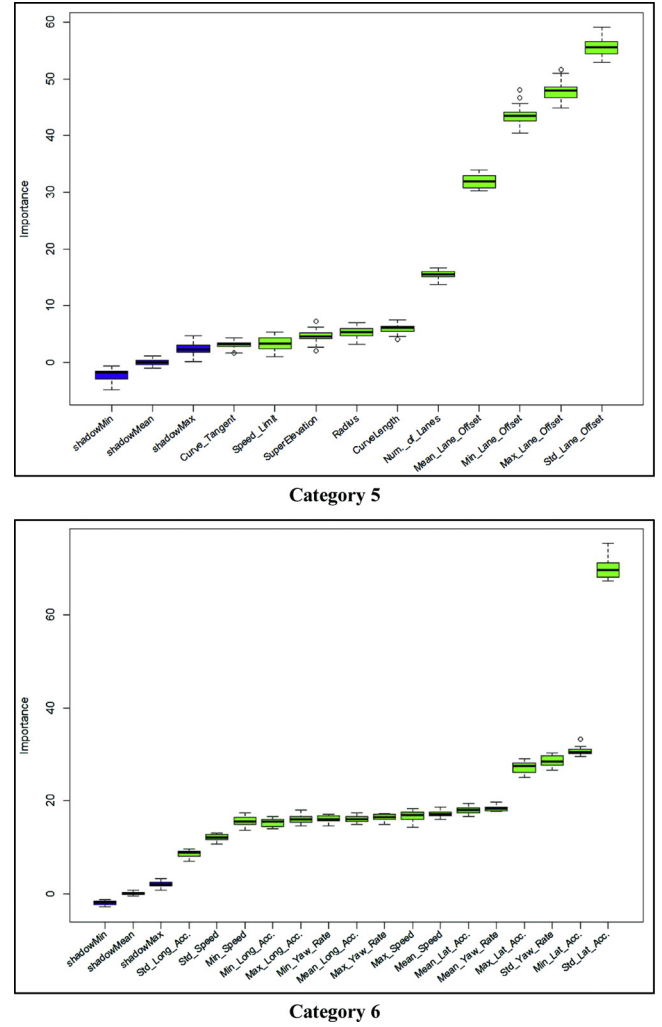 60
50
40
30
20
10
0
Importance
shadowMin
shadowMean
shadowMax
Curve_Tangent
Speed_Limit
SuperElevation
Radius
CurveLength
Num_of_Lanes
Mean_Lane_Offset
Min_Lane_Offset
Max_Lane_Offset
Std_Lane_Offset
Category 5
60
40
20
0
Importance
shadowMin
shadowMean
shadowMax
Std_Long_Acc.
Std_Speed
Min_Speed
Min_Long_Acc.
Max_Long_Acc.
Min_Yaw_Rate
Mean_Long_Acc.
Max_Yaw_Rate
Max_Speed
Mean_Speed
Mean_Lat_Acc.
Mean_Yaw_Rate
Max_Lat_Acc.
Std_Yaw_Rate
Min_Lat_Acc.
Std_Lat_Acc.
Category 6